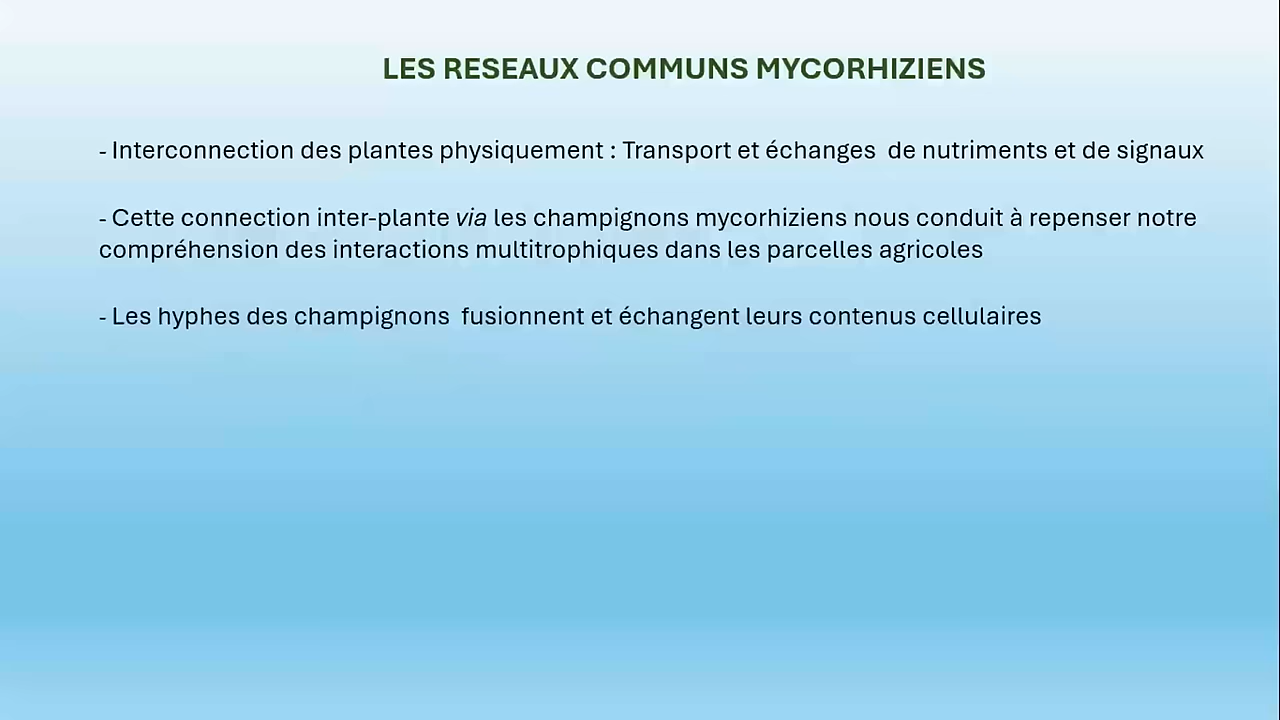 LES RESEAUX COMMUNS MYCORHIZIENS
- Interconnection des plantes physiquement : Transport et échanges  de nutriments et de signaux
- Cette connection inter-plante via les champignons mycorhiziens nous conduit à repenser notre
compréhension des interactions multitrophiques dans les parcelles agricoles
- Les hyphes des champignons  fusionnent et échangent leurs contenus cellulaires